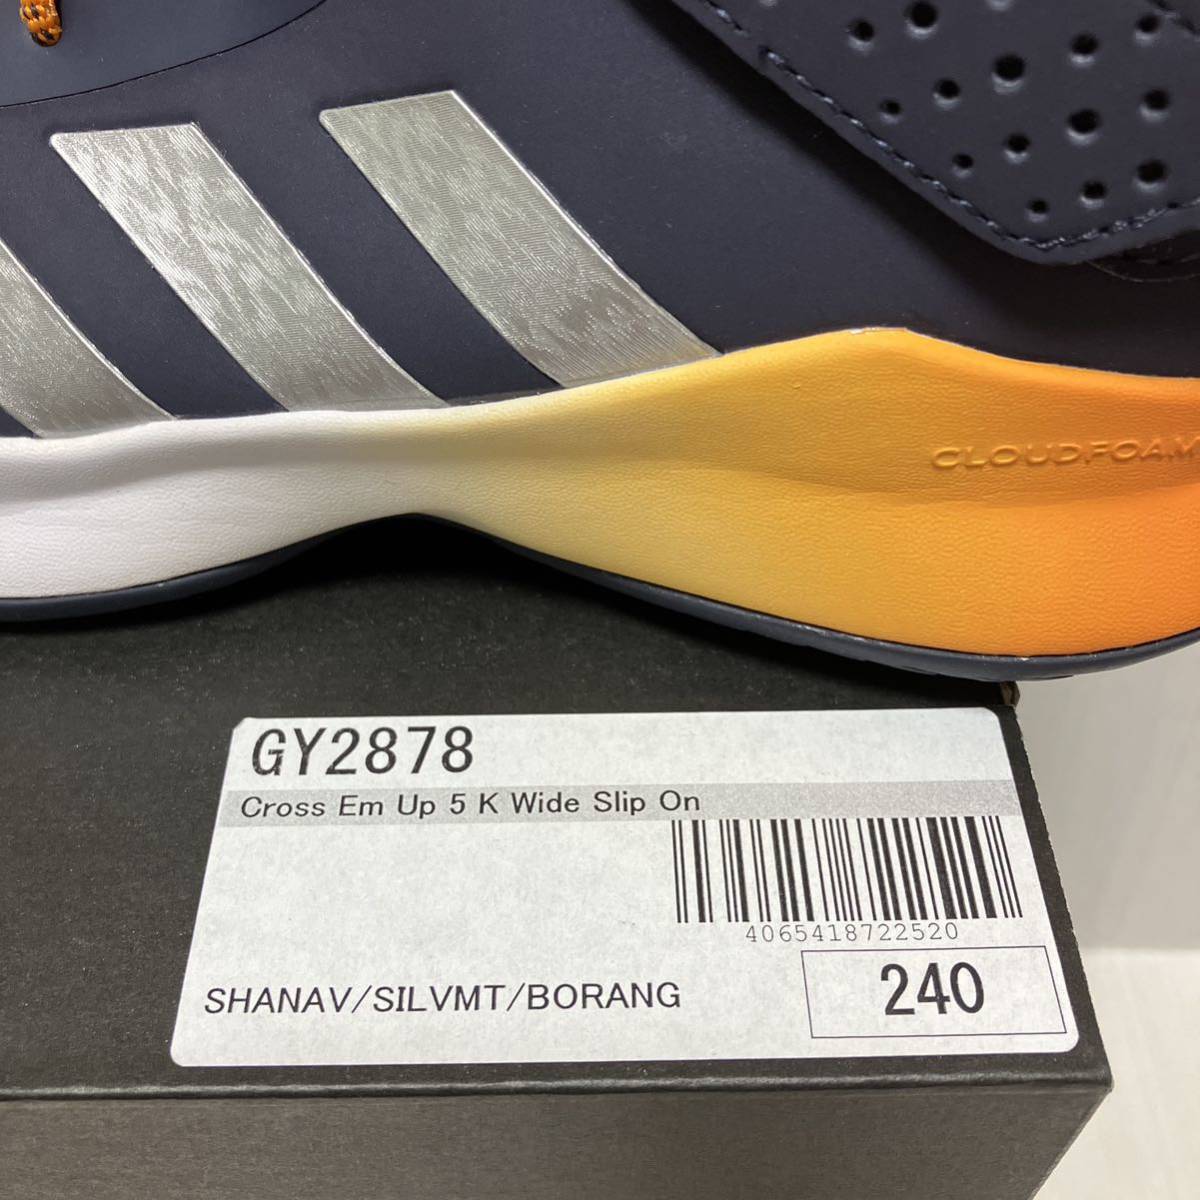 CLOUDFOAM
GY2878
Cross Em Up 5 K Wide Slip On
4065418722520
SHANAV/SILVMT/BORANG
240